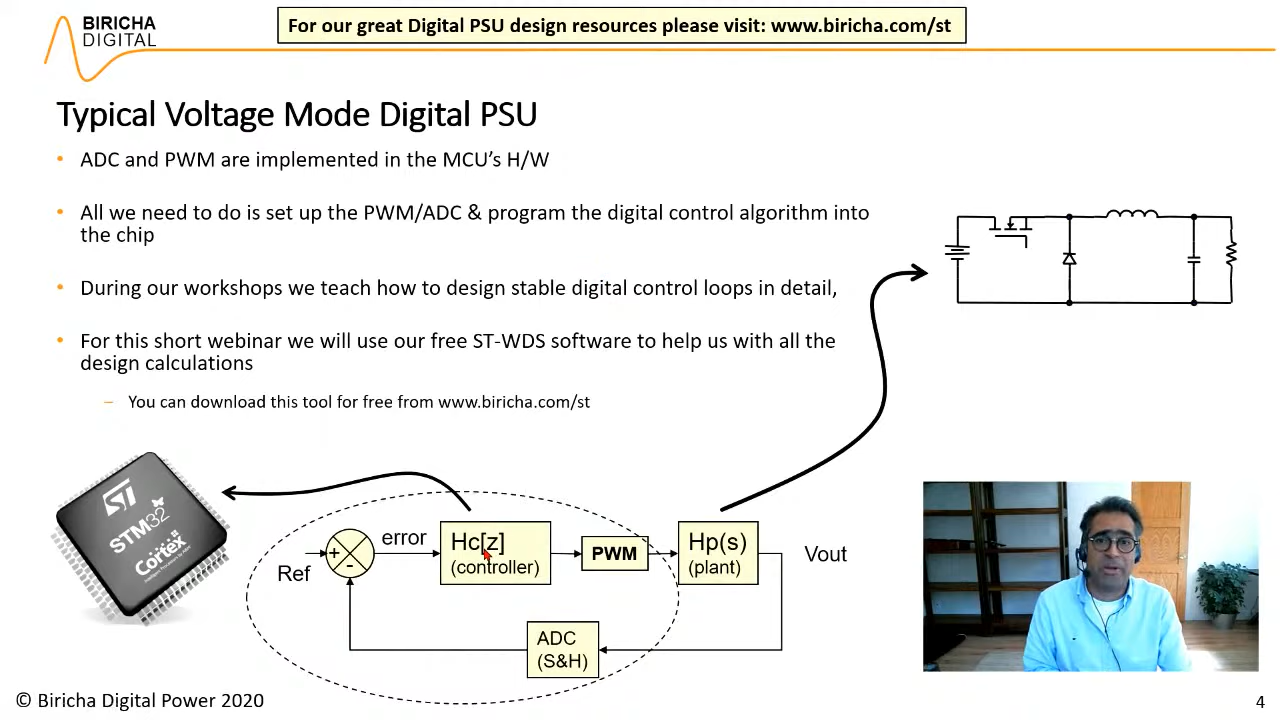 BIRICHA
DIGITAL
For our great Digital PSU design resources please visit: www.biricha.com/st
Typical Voltage Mode Digital PSU
• ADC and PWM are implemented in the MCU’s H/W
• All we need to do is set up the PWM/ADC & program the digital control algorithm into
the chip
• During our workshops we teach how to design stable digital control loops in detail,
• For this short webinar we will use our free ST-WDS software to help us with all the
design calculations
– You can download this tool for free from www.biricha.com/st
ST
STM32
Cortex
Ref
+
-
error
Hc[z]
(controller)
PWM
Hp(s)
(plant)
Vout
ADC
(S&H)
© Biricha Digital Power 2020
4